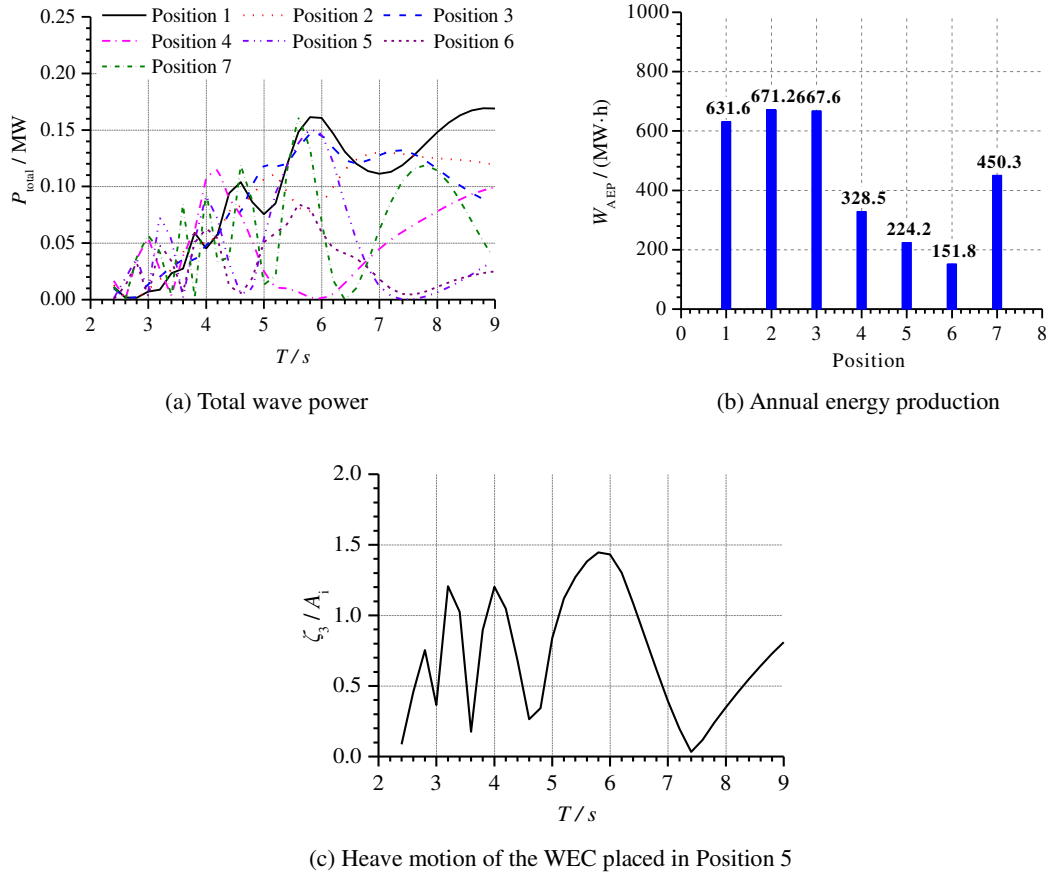 0.25
0.20
0.15
0.10
0.05
0.00
P total / MW
Position 1 Position 2 Position 3
Position 4 Position 5 Position 6
Position 7
2 3 4 5 6 7 8 9
T / s
(a) Total wave power
1000
800
600
400
200
0
W AEP / (MW·h)
631.6 671.2 667.6 328.5 224.2 151.8 450.3
0 1 2 3 4 5 6 7 8
Position
(b) Annual energy production
2.0
1.5
1.0
0.5
0.0
ζ3 / Ai
2 3 4 5 6 7 8 9
T / s
(c) Heave motion of the WEC placed in Position 5